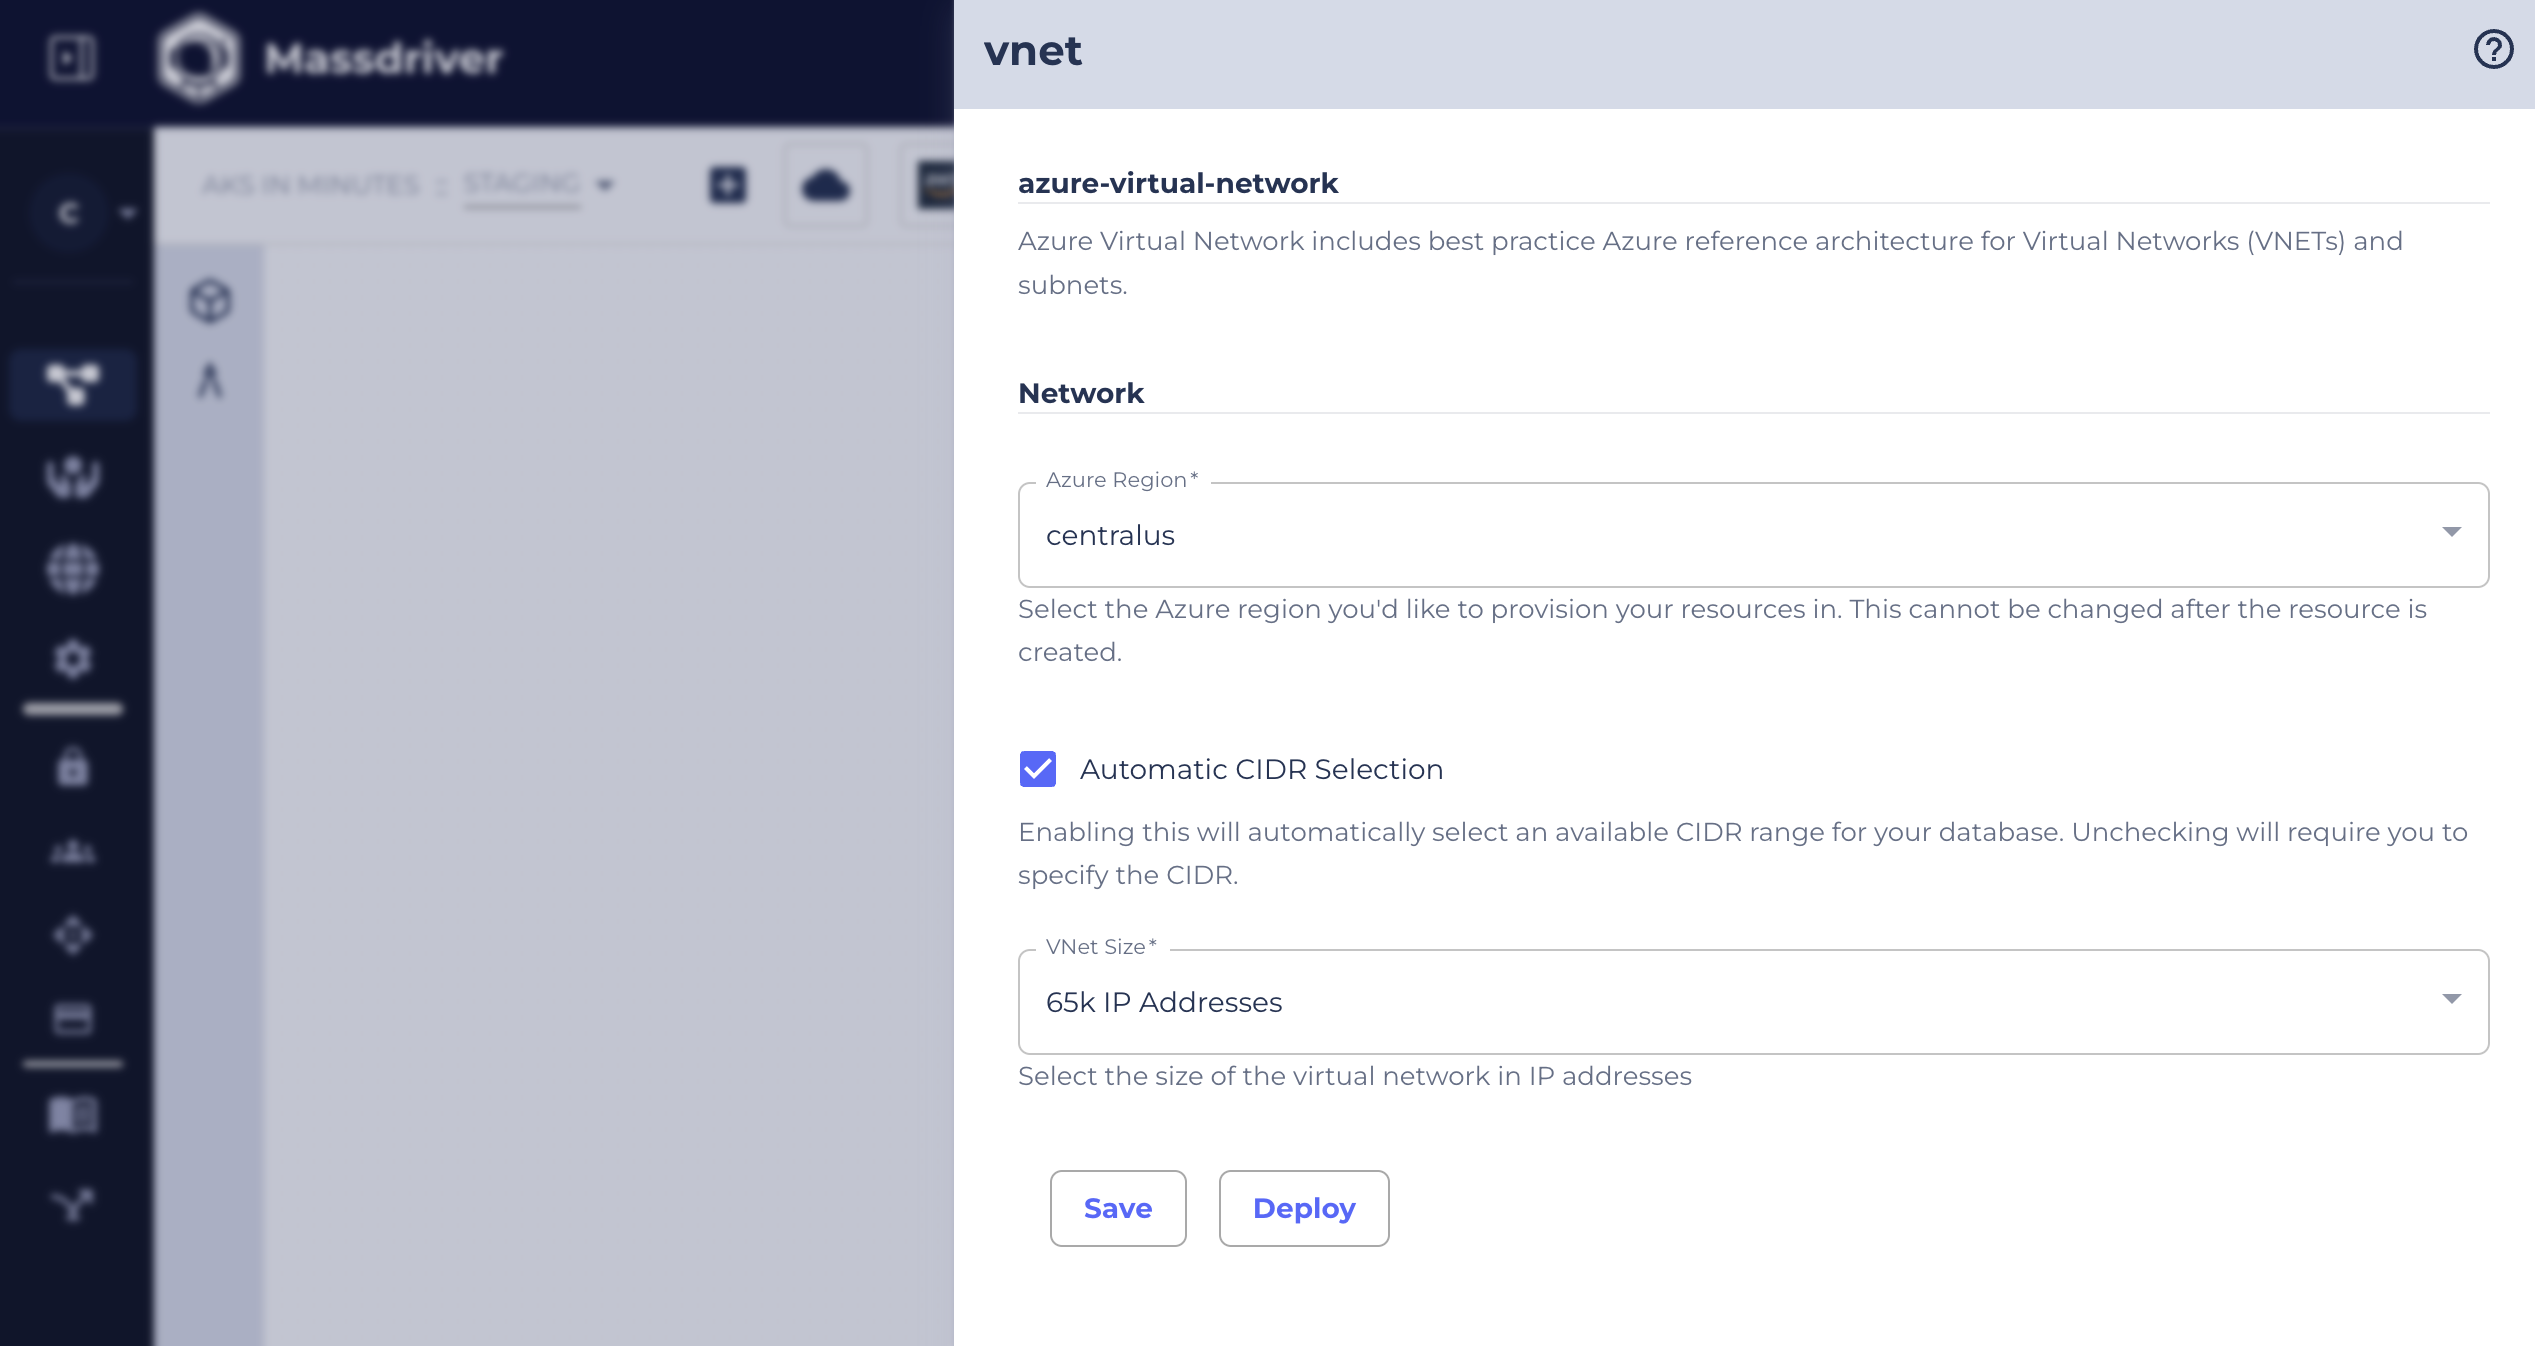 Massdriver
vnet
C
AKS IN MINUTES : STAGING
azure-virtual-network
Azure Virtual Network includes best practice Azure reference architecture for Virtual Networks (VNETs) and
subnets.
Network
Azure Region*
centralus
Select the Azure region you'd like to provision your resources in. This cannot be changed after the resource is
created.
Automatic CIDR Selection
Enabling this will automatically select an available CIDR range for your database. Unchecking will require you to
specify the CIDR.
VNet Size*
65k IP Addresses
Select the size of the virtual network in IP addresses
Save
Deploy